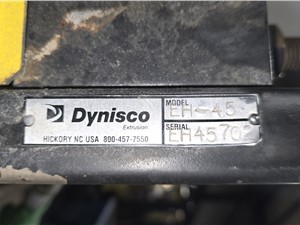 Dynisco
Extrusion
HICKORY NC USA 800-457-7550
MODEL
EH-45
SERIAL
EH45702